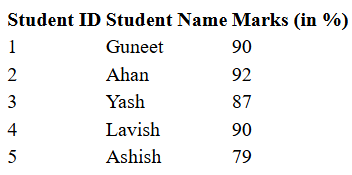 Student ID Student Name Marks (in %)
1 Guneet 90
2 Ahan 92
3 Yash 87
4 Lavish 90
5 Ashish 79